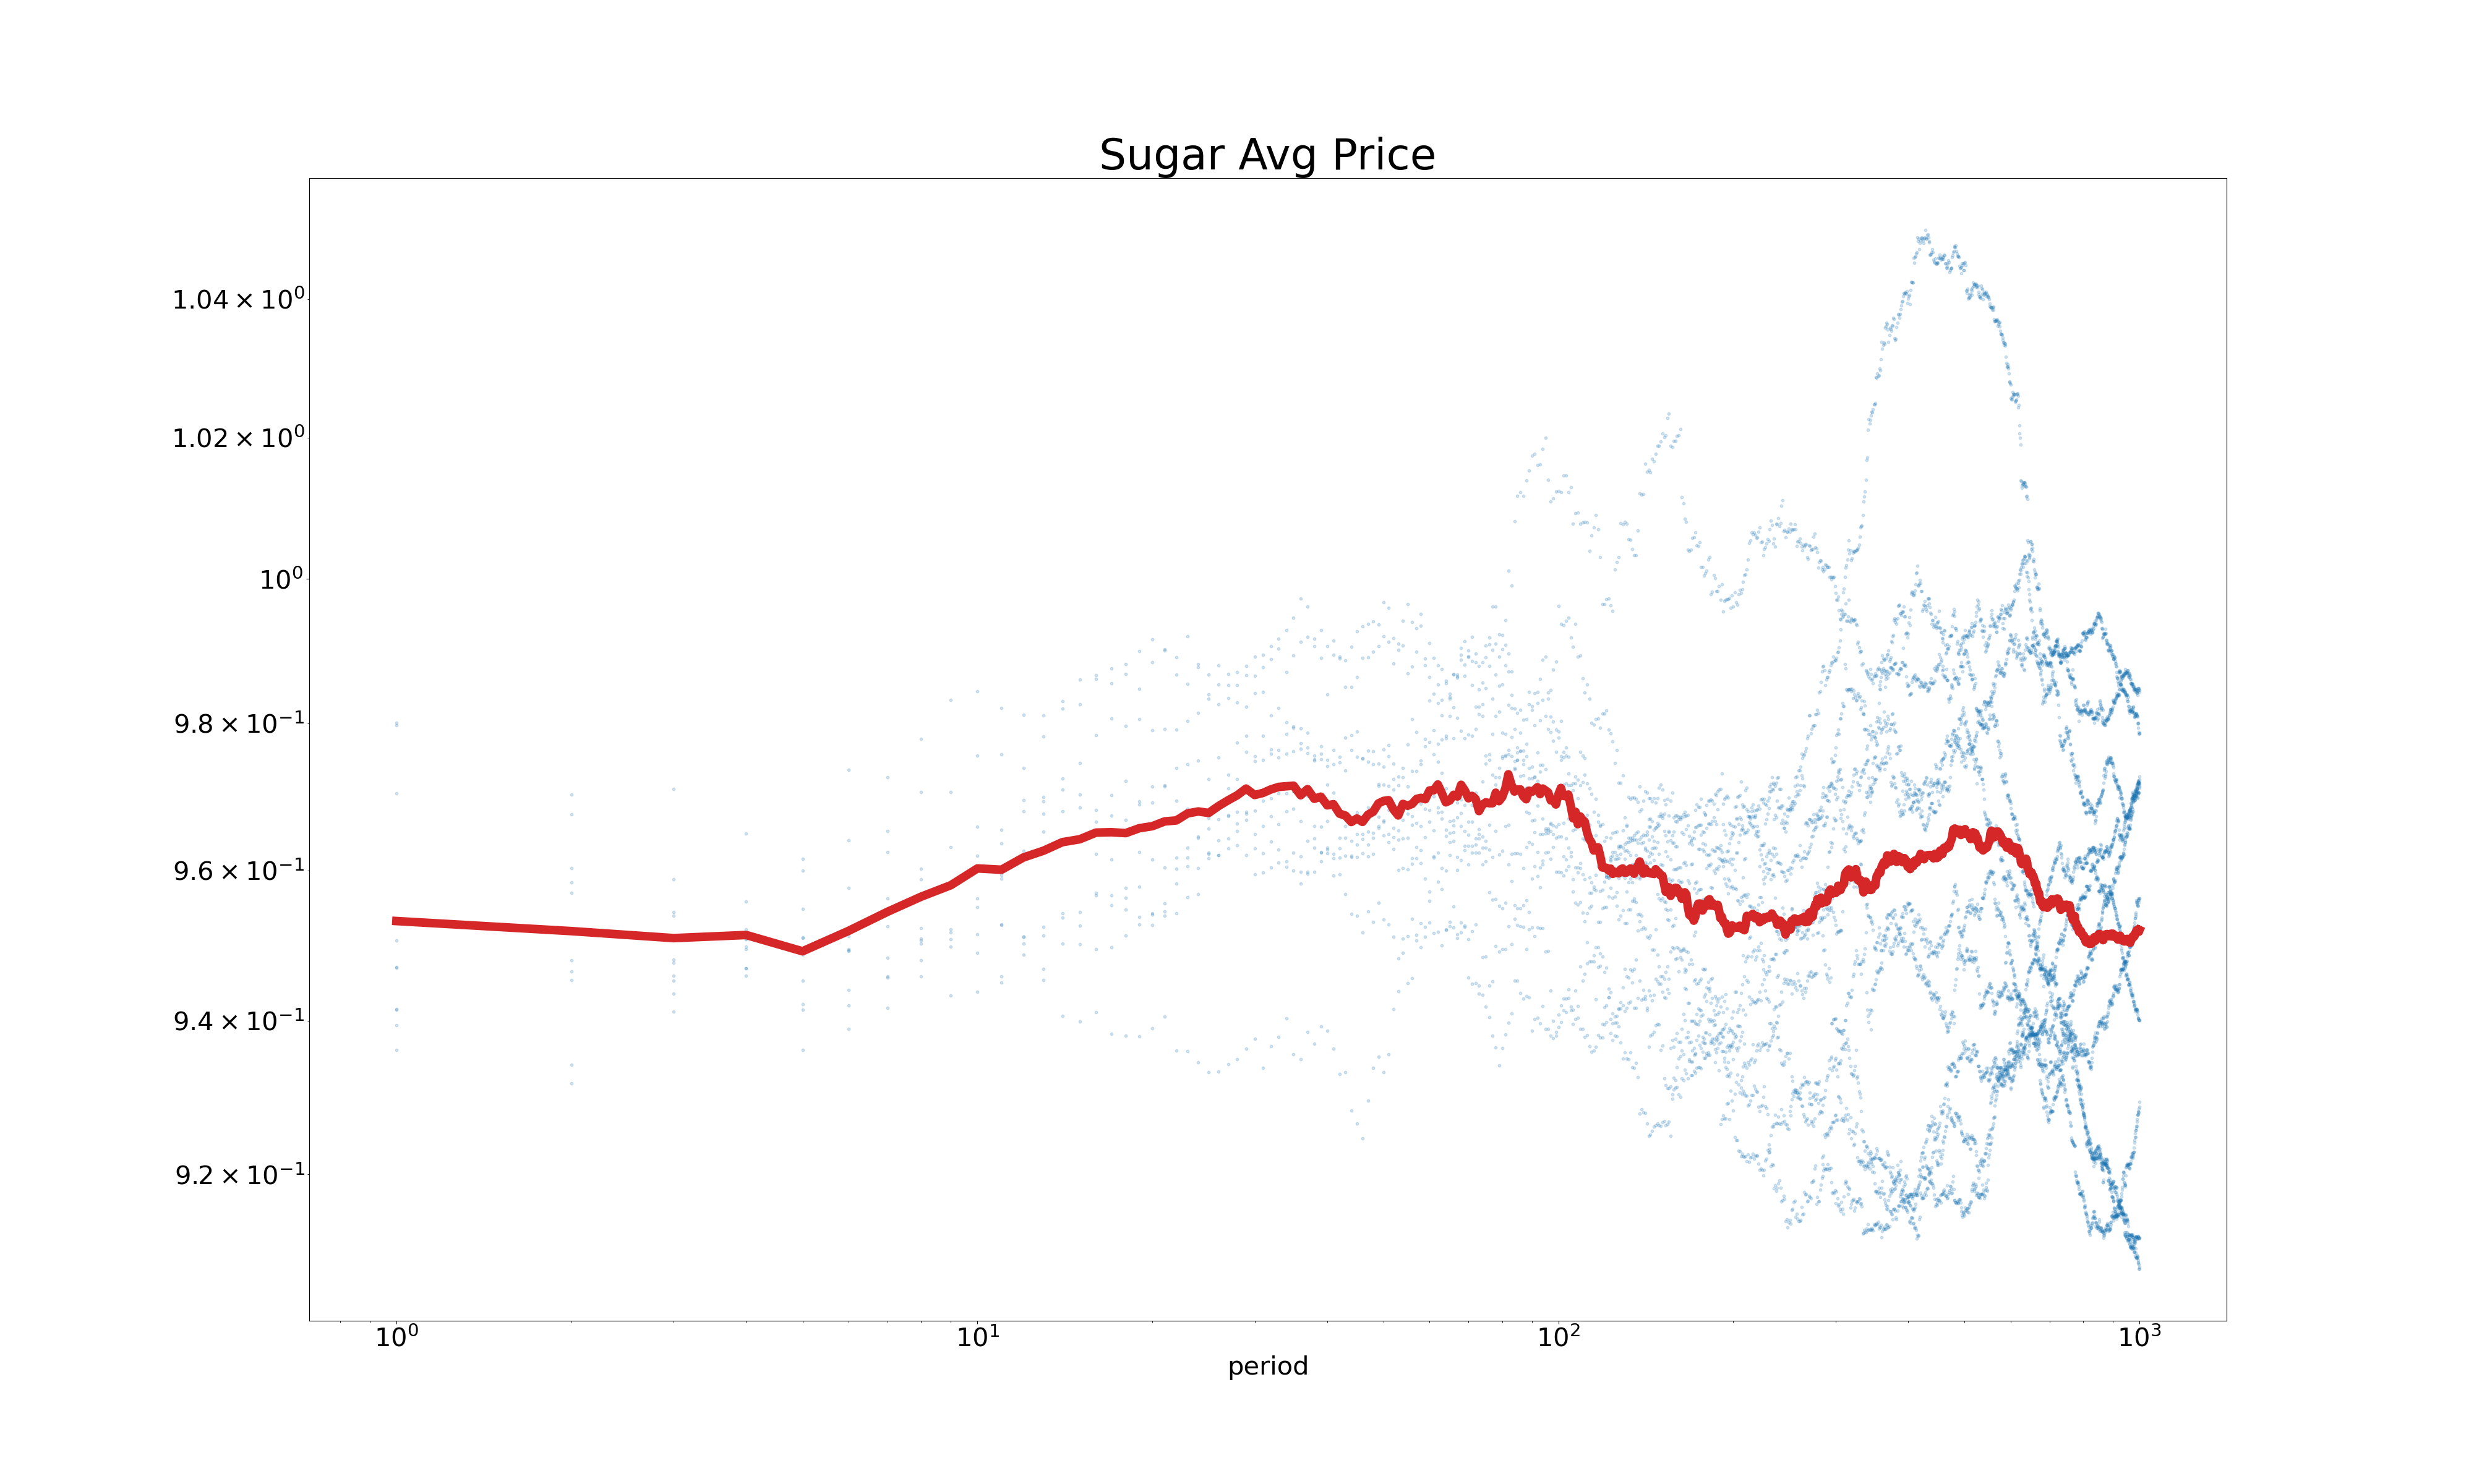 Sugar Avg Price
1.04 × 10⁰
1.02 × 10⁰
10⁰
9.8 × 10⁻¹
9.6 × 10⁻¹
9.4 × 10⁻¹
9.2 × 10⁻¹
10⁰ 10¹ 10² 10³
period